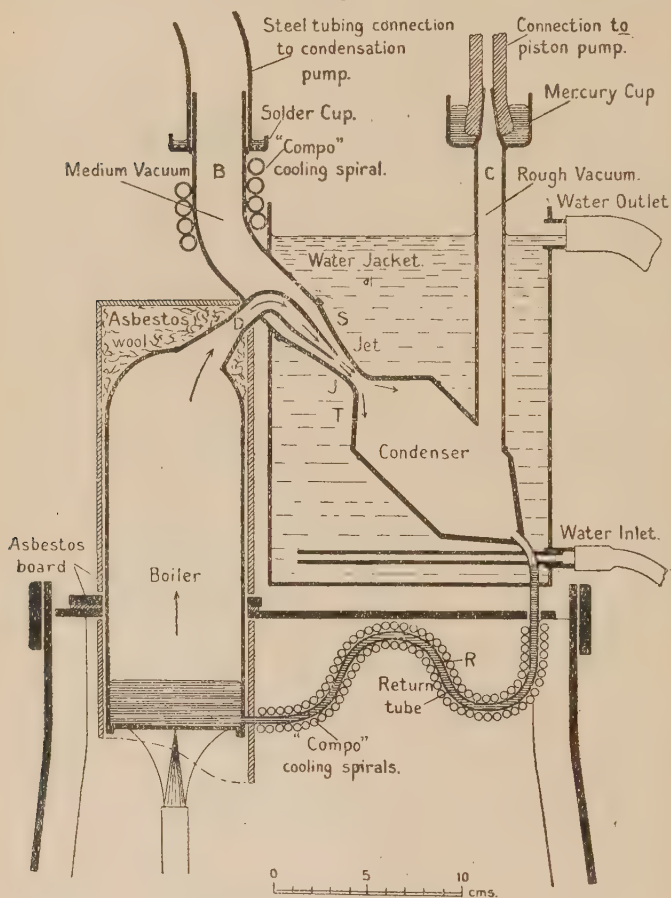 Steel tubing connection
to condensation
pump.
Connection to
piston pump.
Mercury Cup
Solder Cup.
"Compo"
cooling spiral.
Medium Vacuum
B
C
Rough Vacuum.
Water Outlet
Water Jacket.
Asbestos
wool
D
S
Jet
J
T
Condenser
Asbestos
board
Boiler
Water Inlet.
R
Return
tube
"Compo"
cooling spirals.
0 5 10
cms.